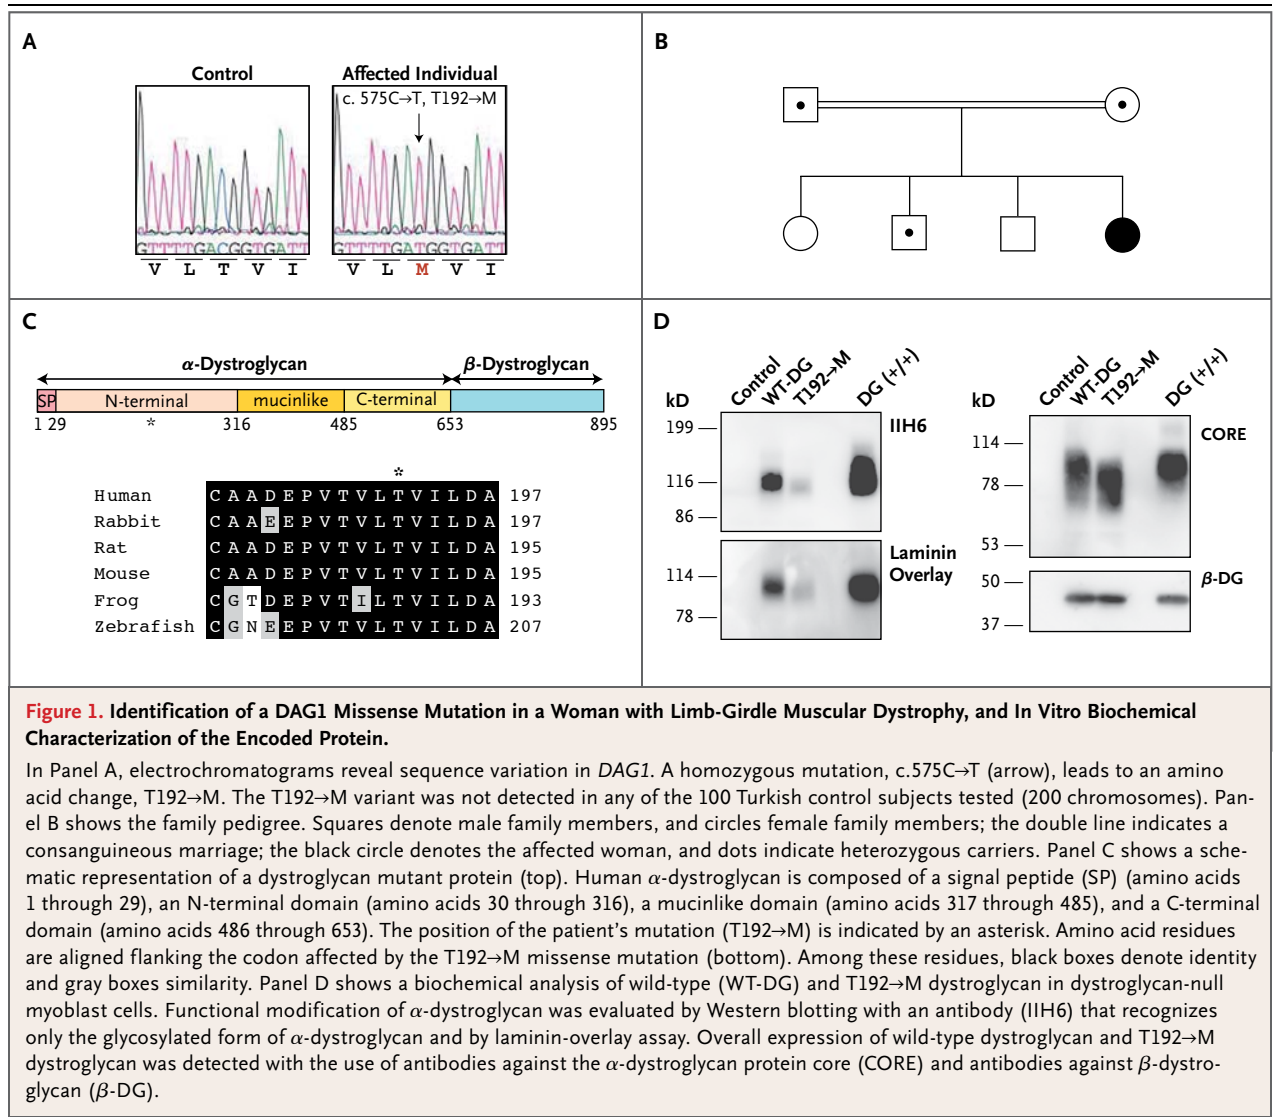 A
Control
Affected Individual
c. 575C→T, T192→M
GTTTTGACGGTGATT
GTTTTGATGGTGATT
V L T V I
V L M V I
B
C
α-Dystroglycan
β-Dystroglycan
SP
N-terminal
mucinlike
C-terminal
1 29 * 316 485 653 895
*
Human C A A D E P V T V L T V I L D A 197
Rabbit C A A E E P V T V L T V I L D A 197
Rat C A A D E P V T V L T V I L D A 195
Mouse C A A D E P V T V L T V I L D A 195
Frog C G T D E P V T I L T V I L D A 193
Zebrafish C G N E E P V T V L T V I L D A 207
D
kD
Control
WT-DG
T192→M
DG (+/+)
199
116
86
IIH6
114
78
Laminin
Overlay
kD
Control
WT-DG
T192→M
DG (+/+)
114
78
53
CORE
50
37
β-DG
Figure 1. Identification of a DAG1 Missense Mutation in a Woman with Limb-Girdle Muscular Dystrophy, and In Vitro Biochemical
Characterization of the Encoded Protein.
In Panel A, electrochromatograms reveal sequence variation in DAG1. A homozygous mutation, c.575C→T (arrow), leads to an amino
acid change, T192→M. The T192→M variant was not detected in any of the 100 Turkish control subjects tested (200 chromosomes). Pan-
el B shows the family pedigree. Squares denote male family members, and circles female family members; the double line indicates a
consanguineous marriage; the black circle denotes the affected woman, and dots indicate heterozygous carriers. Panel C shows a sche-
matic representation of a dystroglycan mutant protein (top). Human α-dystroglycan is composed of a signal peptide (SP) (amino acids
1 through 29), an N-terminal domain (amino acids 30 through 316), a mucinlike domain (amino acids 317 through 485), and a C-terminal
domain (amino acids 486 through 653). The position of the patient's mutation (T192→M) is indicated by an asterisk. Amino acid residues
are aligned flanking the codon affected by the T192→M missense mutation (bottom). Among these residues, black boxes denote identity
and gray boxes similarity. Panel D shows a biochemical analysis of wild-type (WT-DG) and T192→M dystroglycan in dystroglycan-null
myoblast cells. Functional modification of α-dystroglycan was evaluated by Western blotting with an antibody (IIH6) that recognizes
only the glycosylated form of α-dystroglycan and by laminin-overlay assay. Overall expression of wild-type dystroglycan and T192→M
dystroglycan was detected with the use of antibodies against the α-dystroglycan protein core (CORE) and antibodies against β-dystro-
glycan (β-DG).